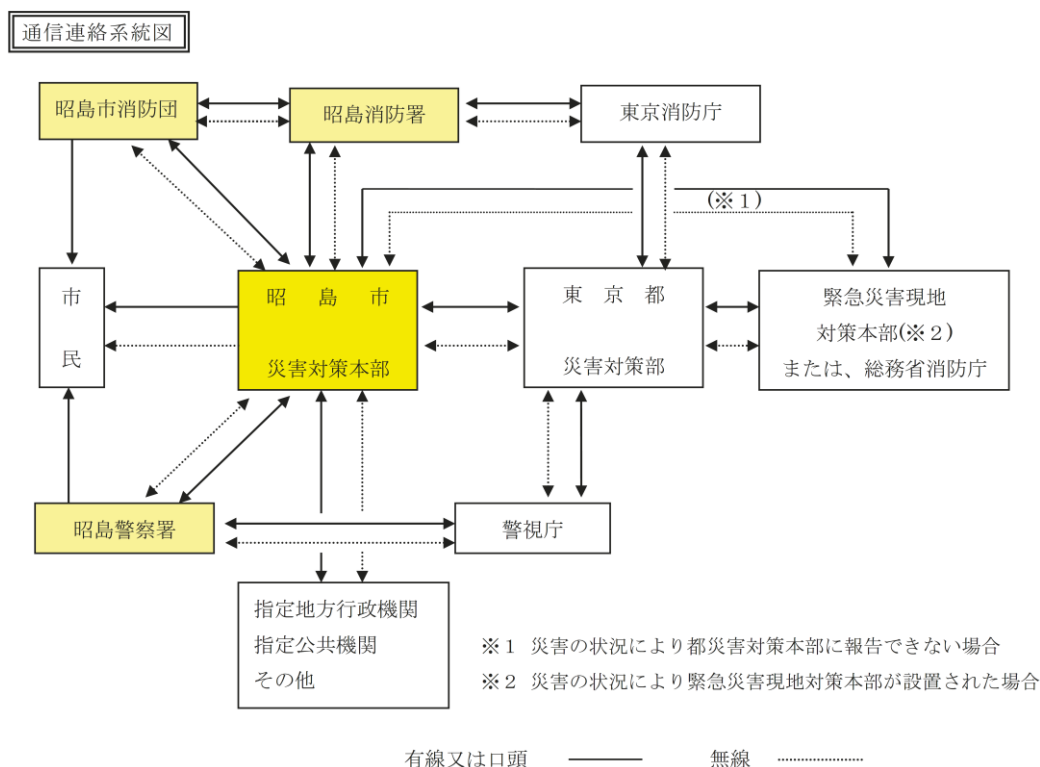 通信連絡系統図
昭島市消防団
昭島消防署
東京消防庁
(※1)
市
民
昭島市
災害対策本部
東京都
災害対策部
緊急災害現地
対策本部(※2)
または、総務省消防庁
昭島警察署
警視庁
指定地方行政機関
指定公共機関
その他
※1 災害の状況により都災害対策本部に報告できない場合
※2 災害の状況により緊急災害現地対策本部が設置された場合
有線又は口頭 無線